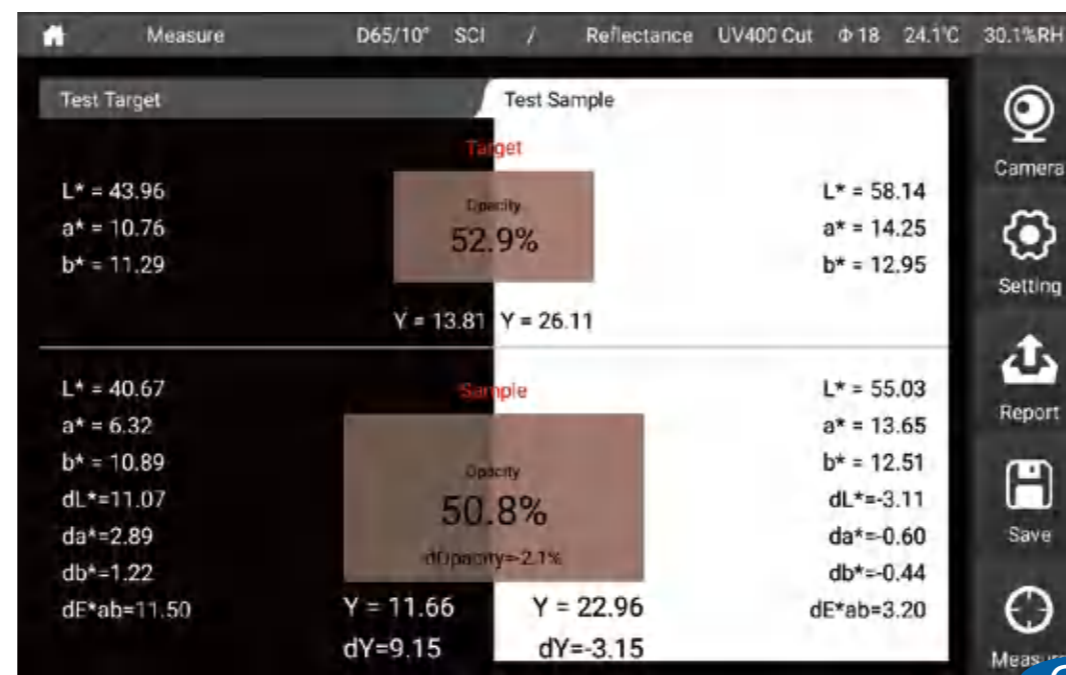 Measure D65/10° SCI / Reflectance UV400 Cut Φ18 24.1°C 30.1%RH
Test Target
Test Sample
Target
L* = 43.96
a* = 10.76
b* = 11.29
Opacity
52.9%
L* = 58.14
a* = 14.25
b* = 12.95
Y = 13.81 Y = 26.11
Sample
L* = 40.67
a* = 6.32
b* = 10.89
dL*=11.07
da*=2.89
db*=1.22
dE*ab=11.50
Opacity
50.8%
dOpacity=-2.1%
Y = 11.66 Y = 22.96
dY=9.15 dY=-3.15
L* = 55.03
a* = 13.65
b* = 12.51
dL*=-3.11
da*=-0.60
db*=-0.44
dE*ab=3.20
Camera
Setting
Report
Save
Measure